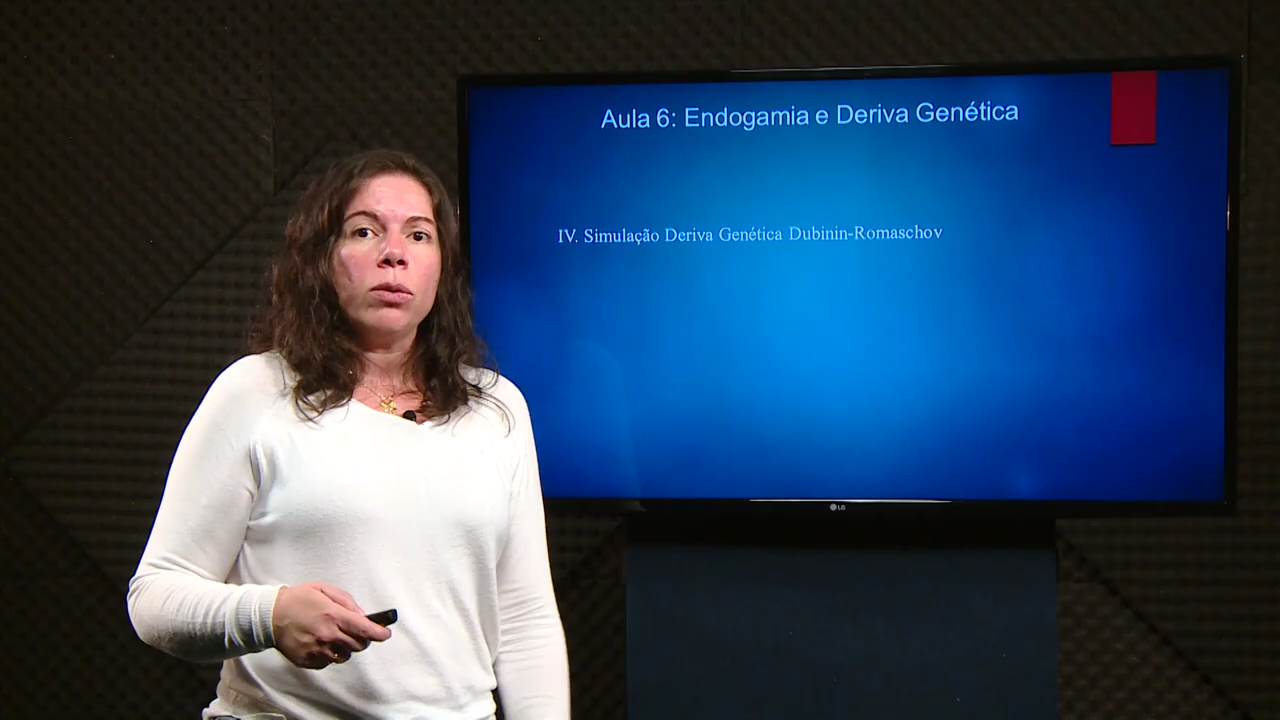 Aula 6: Endogamia e Deriva Genética
IV. Simulação Deriva Genética Dubinin-Romaschov
LG